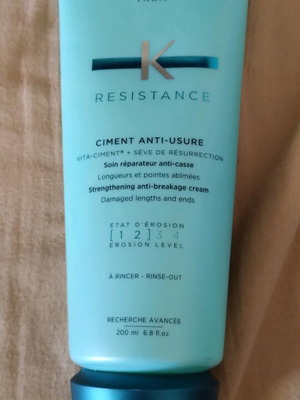 PARIS
K
RESISTANCE
CIMENT ANTI-USURE
VITA-CIMENT® + SÈVE DE RÉSURRECTION
Soin réparateur anti-casse
Longueurs et pointes abîmées
Strengthening anti-breakage cream
Damaged lengths and ends
ÉTAT D'ÉROSION
[1 2] 3 4
EROSION LEVEL
À RINCER - RINSE-OUT
RECHERCHE AVANCÉE
200 ml 6.8 fl.oz.